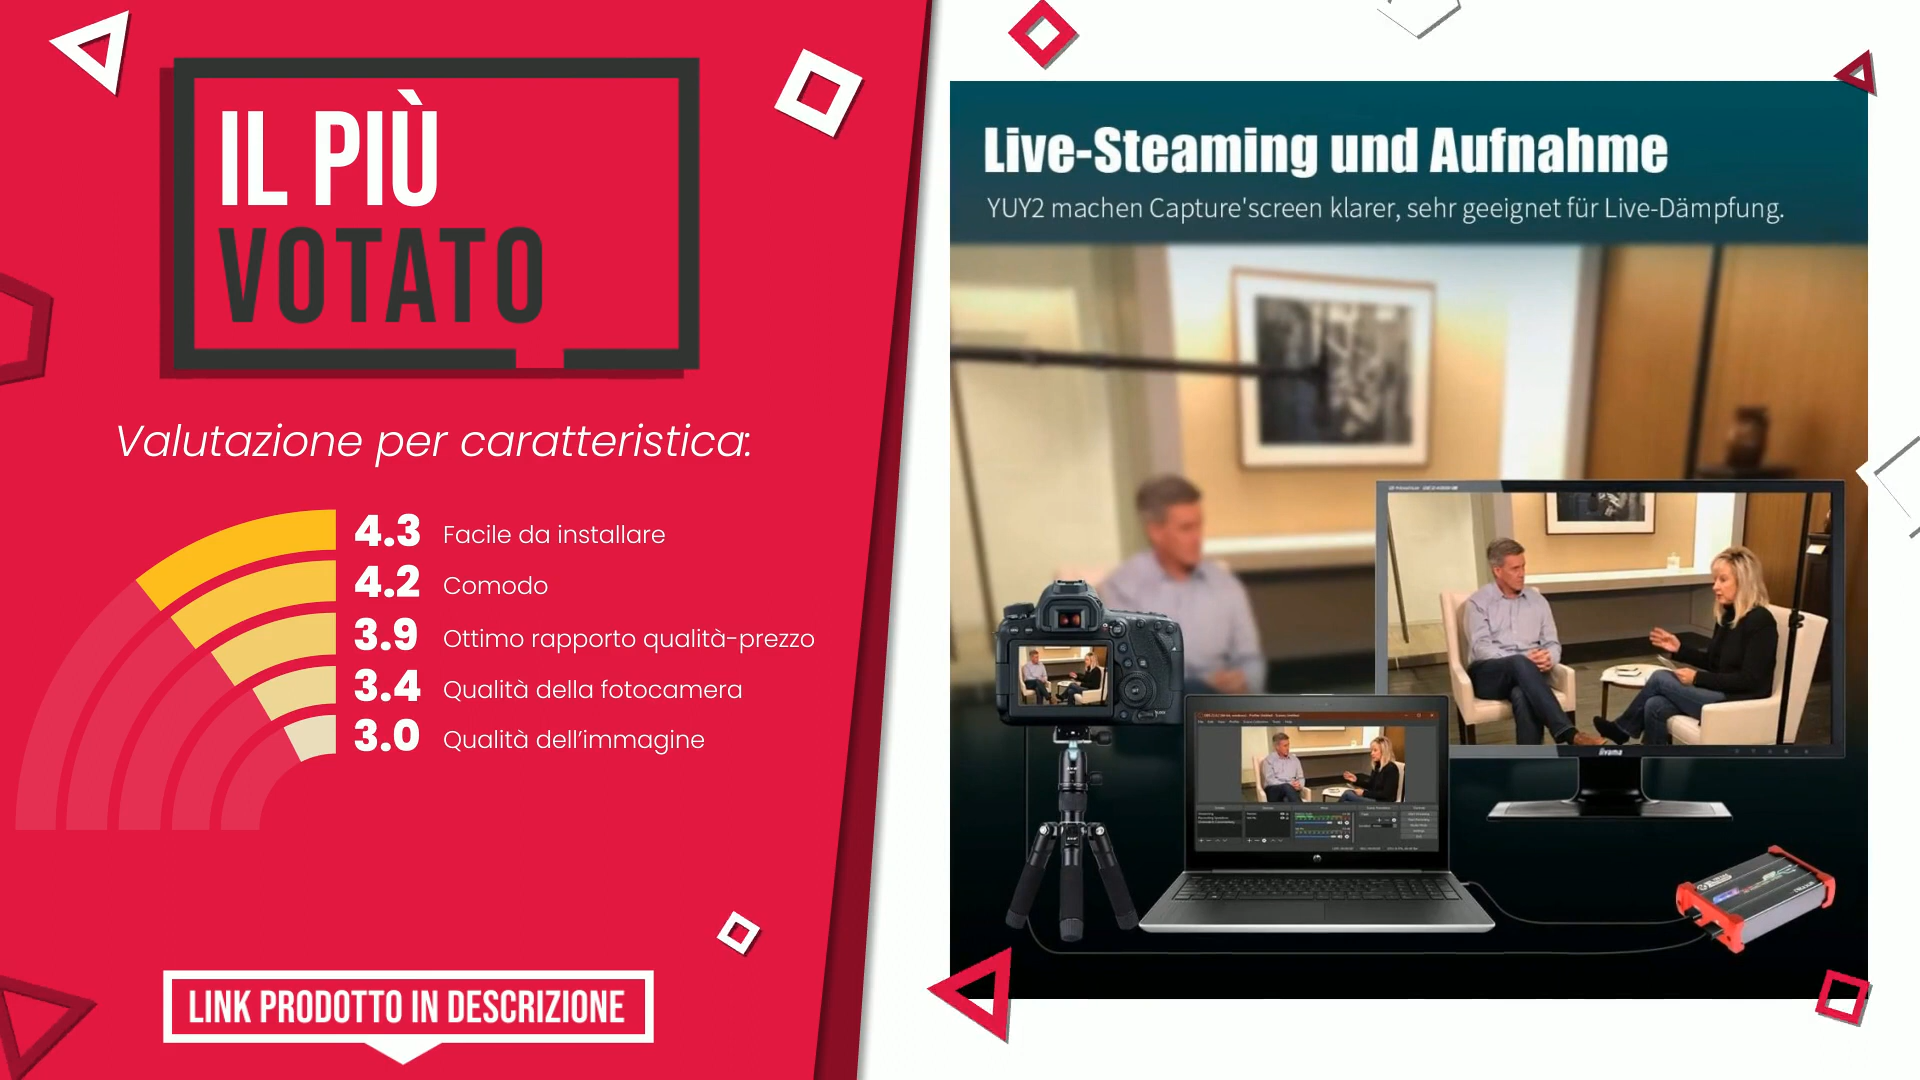 IL PIÙ
VOTATO
Valutazione per caratteristica:
4.3 Facile da installare
4.2 Comodo
3.9 Ottimo rapporto qualità-prezzo
3.4 Qualità della fotocamera
3.0 Qualità dell'immagine
LINK PRODOTTO IN DESCRIZIONE
Live-Steaming und Aufnahme
YUY2 machen Capture'screen klarer, sehr geeignet für Live-Dämpfung.
iiyama